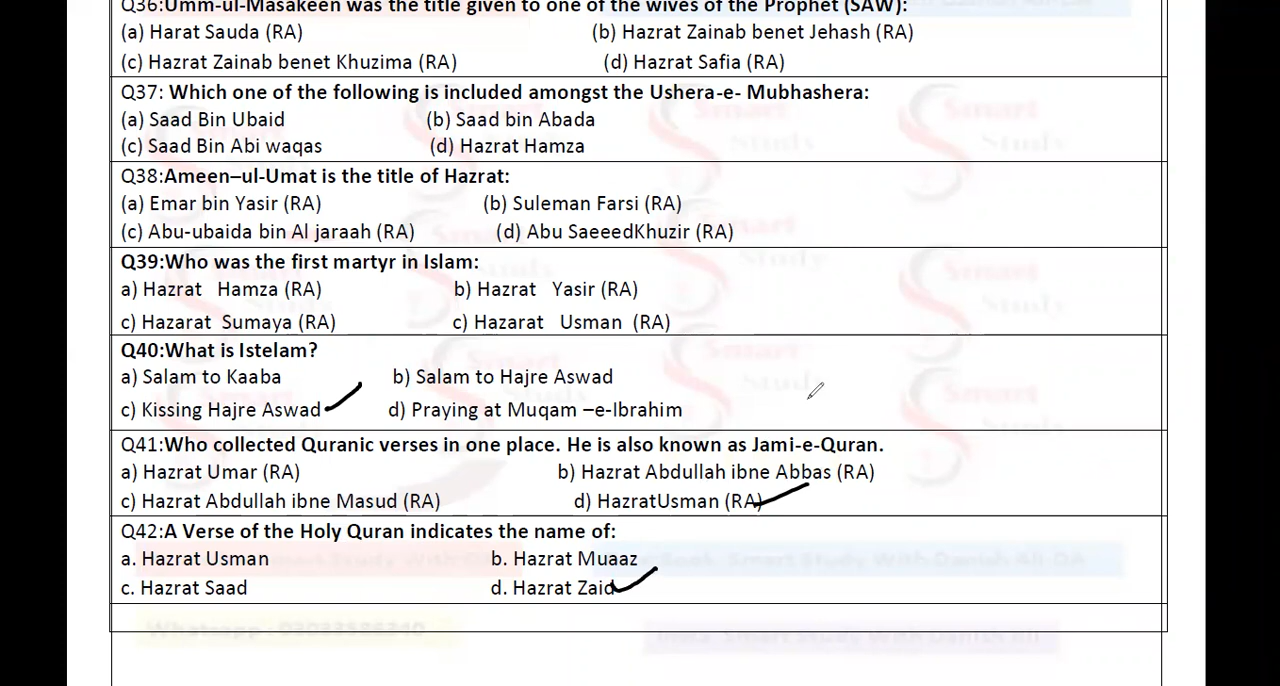 Q36:Umm-ul-Masakeen was the title given to one of the wives of the Prophet (SAW):
(a) Harat Sauda (RA) (b) Hazrat Zainab benet Jehash (RA)
(c) Hazrat Zainab benet Khuzima (RA) (d) Hazrat Safia (RA)
Q37: Which one of the following is included amongst the Ushera-e- Mubhashera:
(a) Saad Bin Ubaid (b) Saad bin Abada
(c) Saad Bin Abi waqas (d) Hazrat Hamza
Q38:Ameen–ul-Umat is the title of Hazrat:
(a) Emar bin Yasir (RA) (b) Suleman Farsi (RA)
(c) Abu-ubaida bin Al jaraah (RA) (d) Abu SaeeedKhuzir (RA)
Q39:Who was the first martyr in Islam:
a) Hazrat Hamza (RA) b) Hazrat Yasir (RA)
c) Hazarat Sumaya (RA) c) Hazarat Usman (RA)
Q40:What is Istelam?
a) Salam to Kaaba b) Salam to Hajre Aswad
c) Kissing Hajre Aswad d) Praying at Muqam –e-Ibrahim
Q41:Who collected Quranic verses in one place. He is also known as Jami-e-Quran.
a) Hazrat Umar (RA) b) Hazrat Abdullah ibne Abbas (RA)
c) Hazrat Abdullah ibne Masud (RA) d) HazratUsman (RA)
Q42:A Verse of the Holy Quran indicates the name of:
a. Hazrat Usman b. Hazrat Muaaz
c. Hazrat Saad d. Hazrat Zaid
Smart Study With Danish Ali
Whatsapp : 03083586340